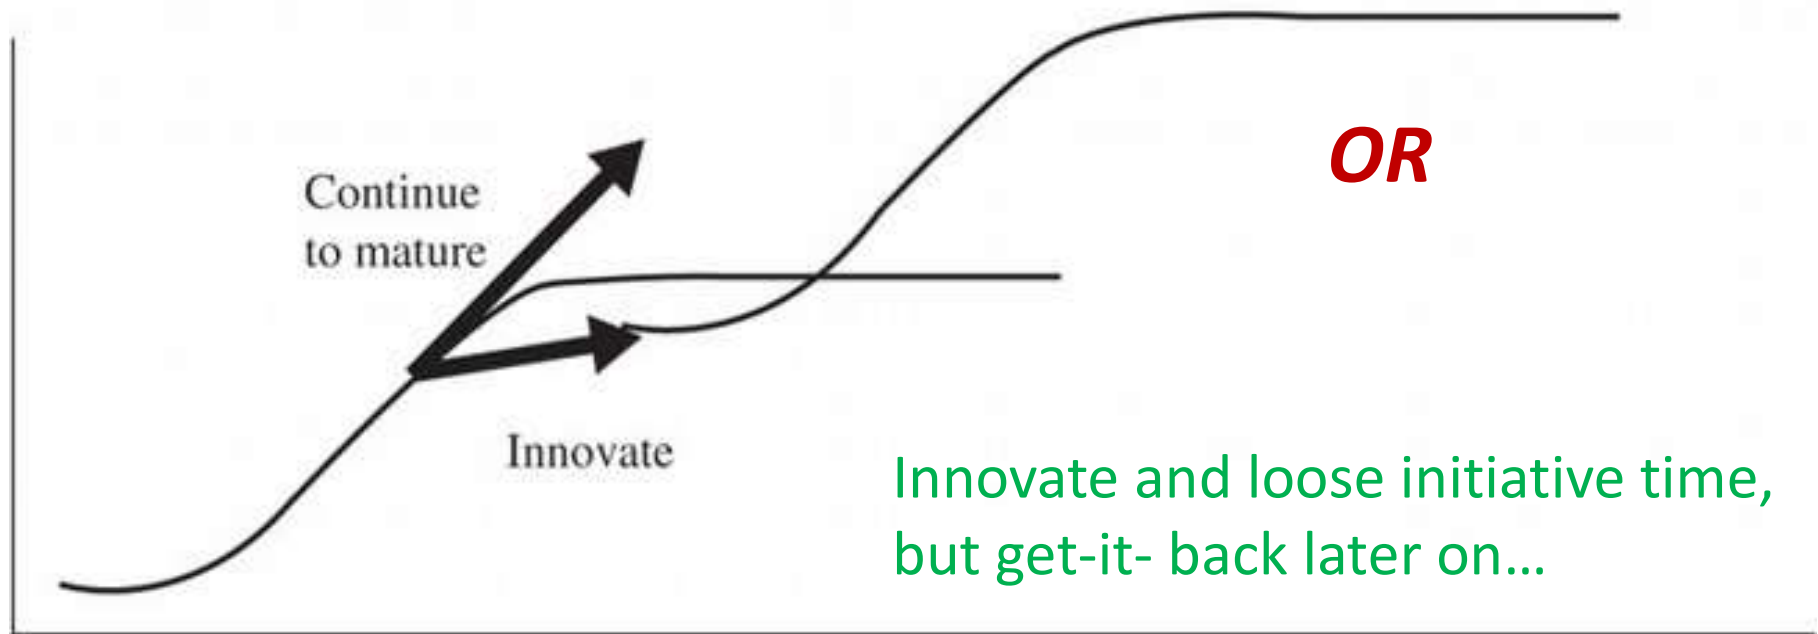 OR
Continue
to mature
Innovate
Innovate and loose initiative time,
but get-it- back later on...